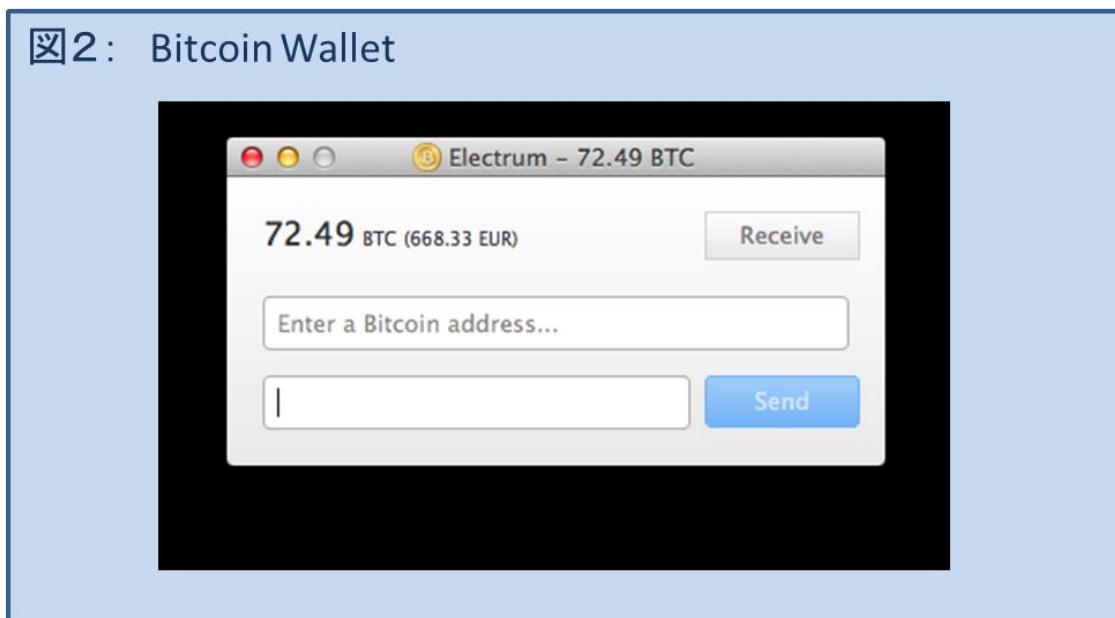 図2: Bitcoin Wallet
Electrum – 72.49 BTC
72.49 BTC (668.33 EUR)
Receive
Enter a Bitcoin address...
Send